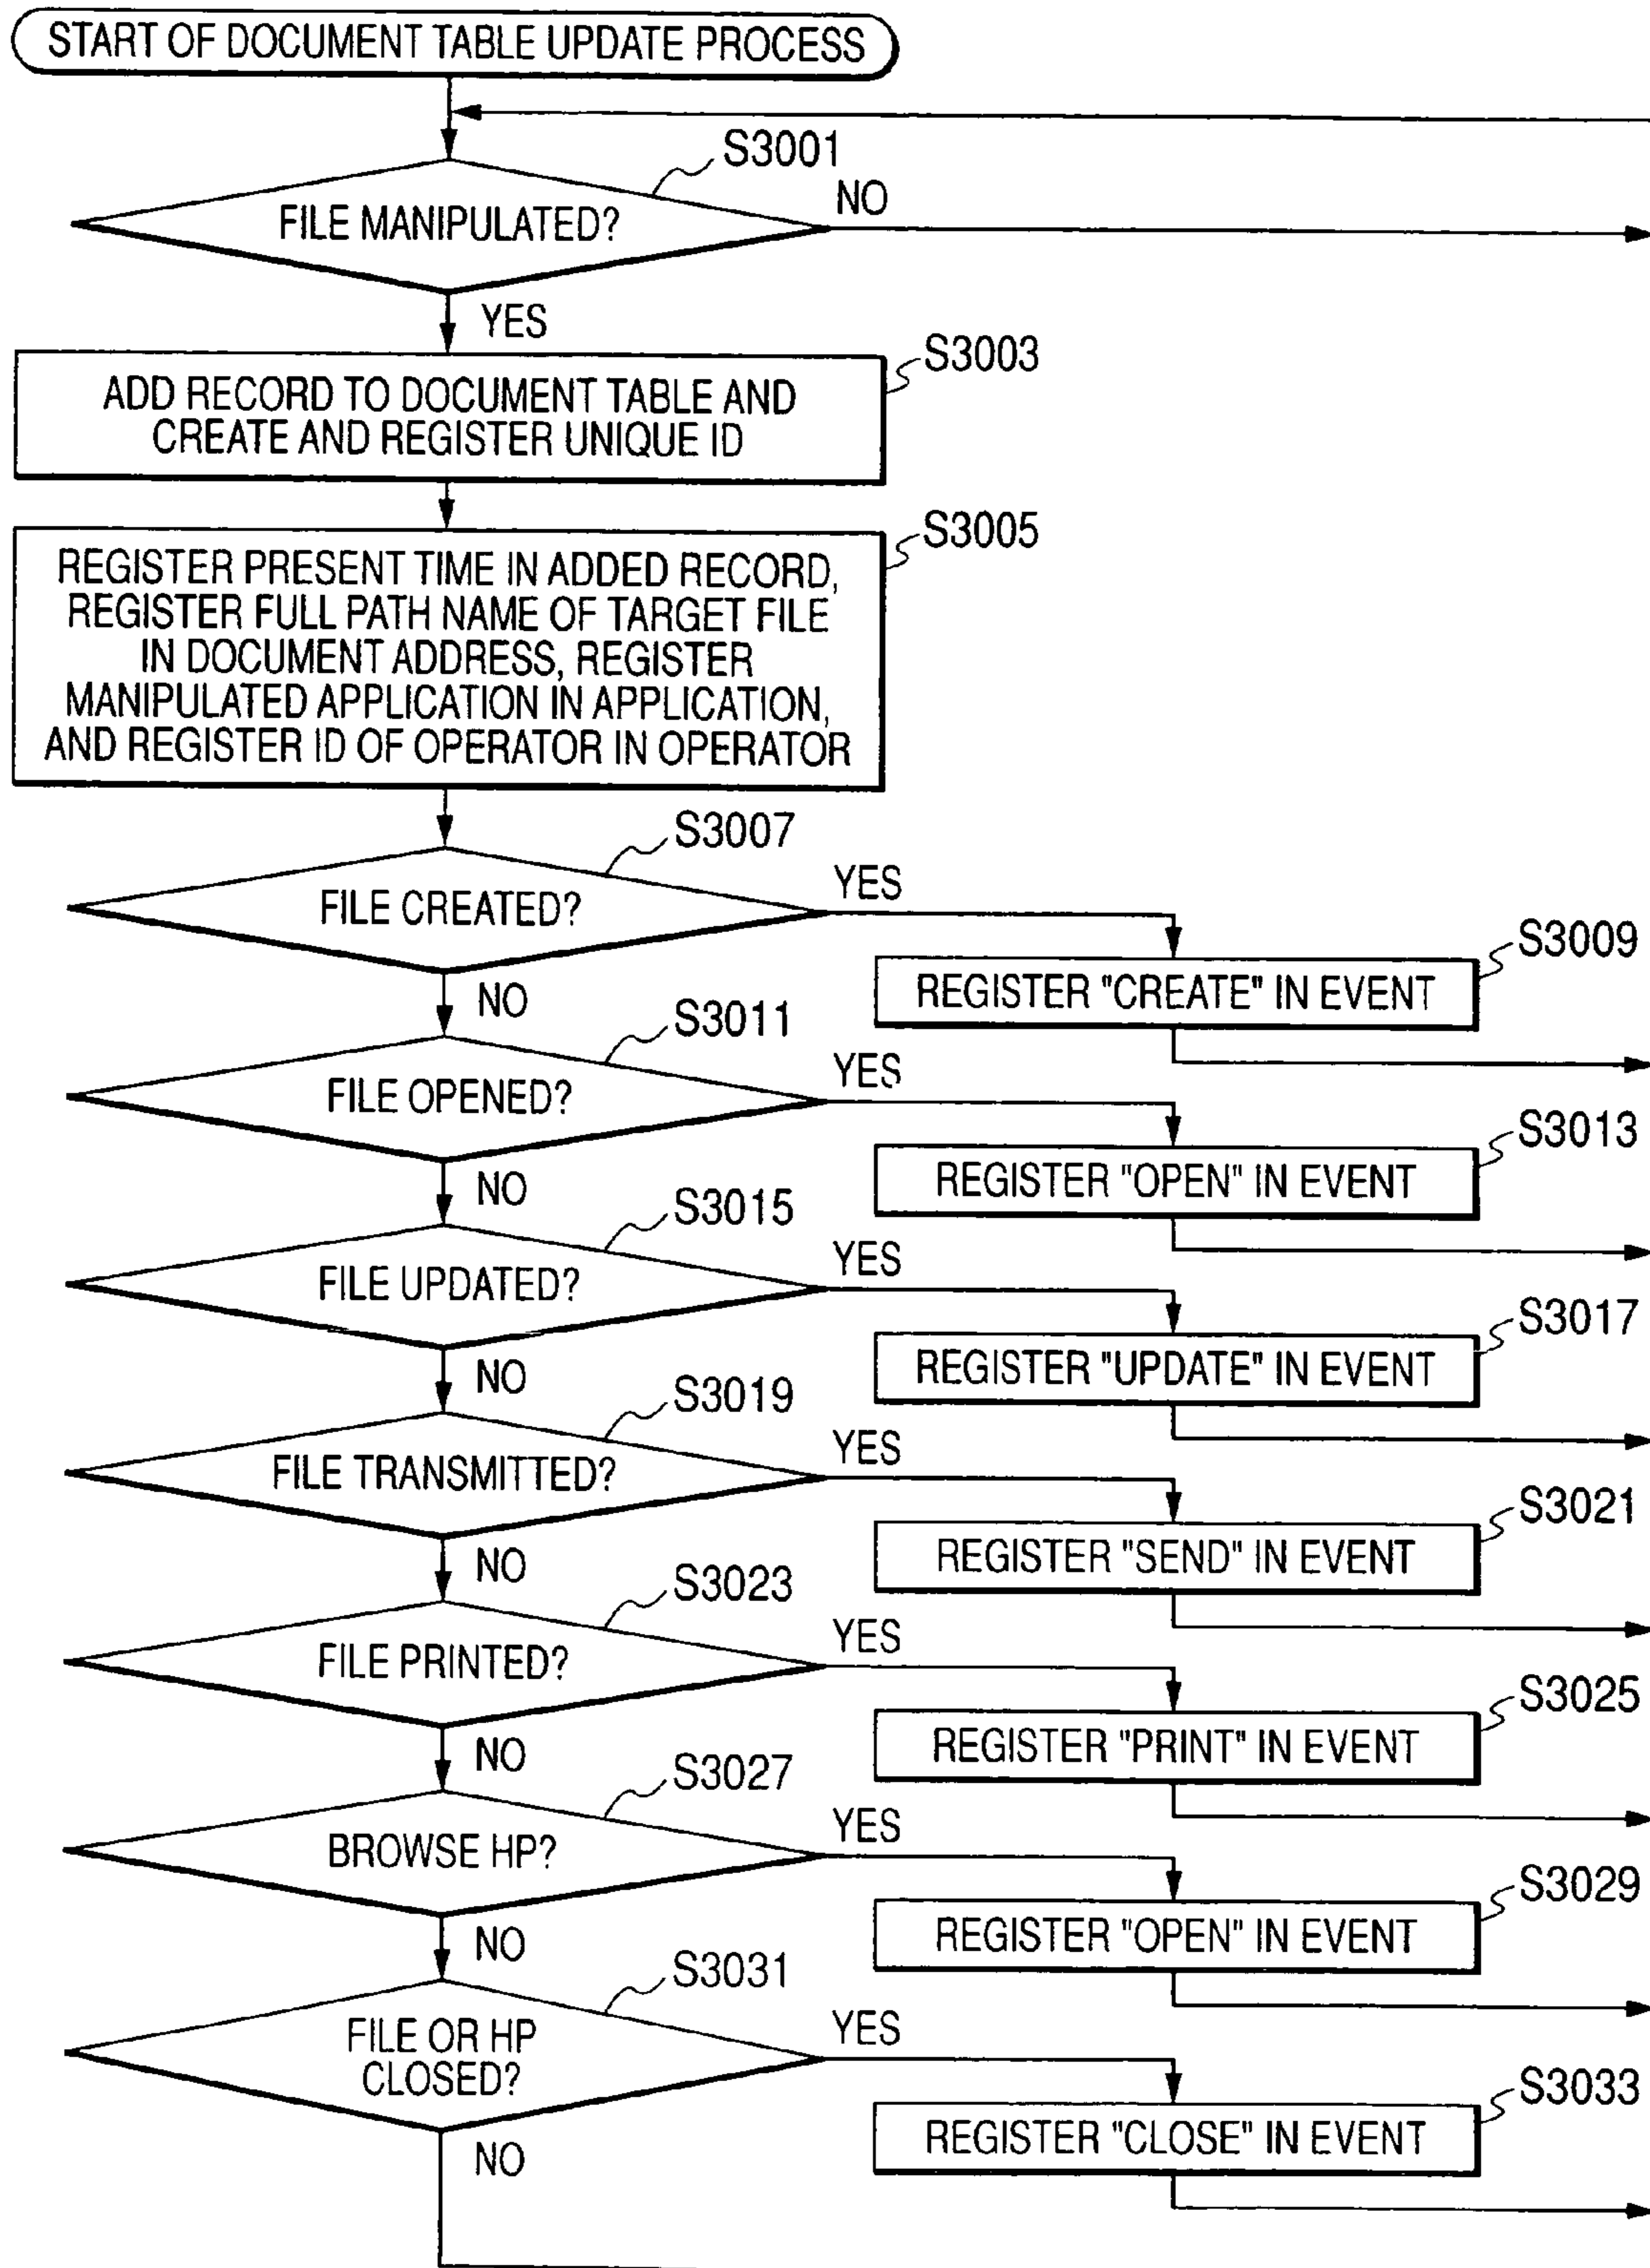 START OF DOCUMENT TABLE UPDATE PROCESS
S3001
FILE MANIPULATED?
NO
YES
S3003
ADD RECORD TO DOCUMENT TABLE AND
CREATE AND REGISTER UNIQUE ID
S3005
REGISTER PRESENT TIME IN ADDED RECORD,
REGISTER FULL PATH NAME OF TARGET FILE
IN DOCUMENT ADDRESS, REGISTER
MANIPULATED APPLICATION IN APPLICATION,
AND REGISTER ID OF OPERATOR IN OPERATOR
S3007
FILE CREATED?
YES
S3009
REGISTER "CREATE" IN EVENT
NO
S3011
FILE OPENED?
YES
S3013
REGISTER "OPEN" IN EVENT
NO
S3015
FILE UPDATED?
YES
S3017
REGISTER "UPDATE" IN EVENT
NO
S3019
FILE TRANSMITTED?
YES
S3021
REGISTER "SEND" IN EVENT
NO
S3023
FILE PRINTED?
YES
S3025
REGISTER "PRINT" IN EVENT
NO
S3027
BROWSE HP?
YES
S3029
REGISTER "OPEN" IN EVENT
NO
S3031
FILE OR HP
CLOSED?
YES
S3033
REGISTER "CLOSE" IN EVENT
NO